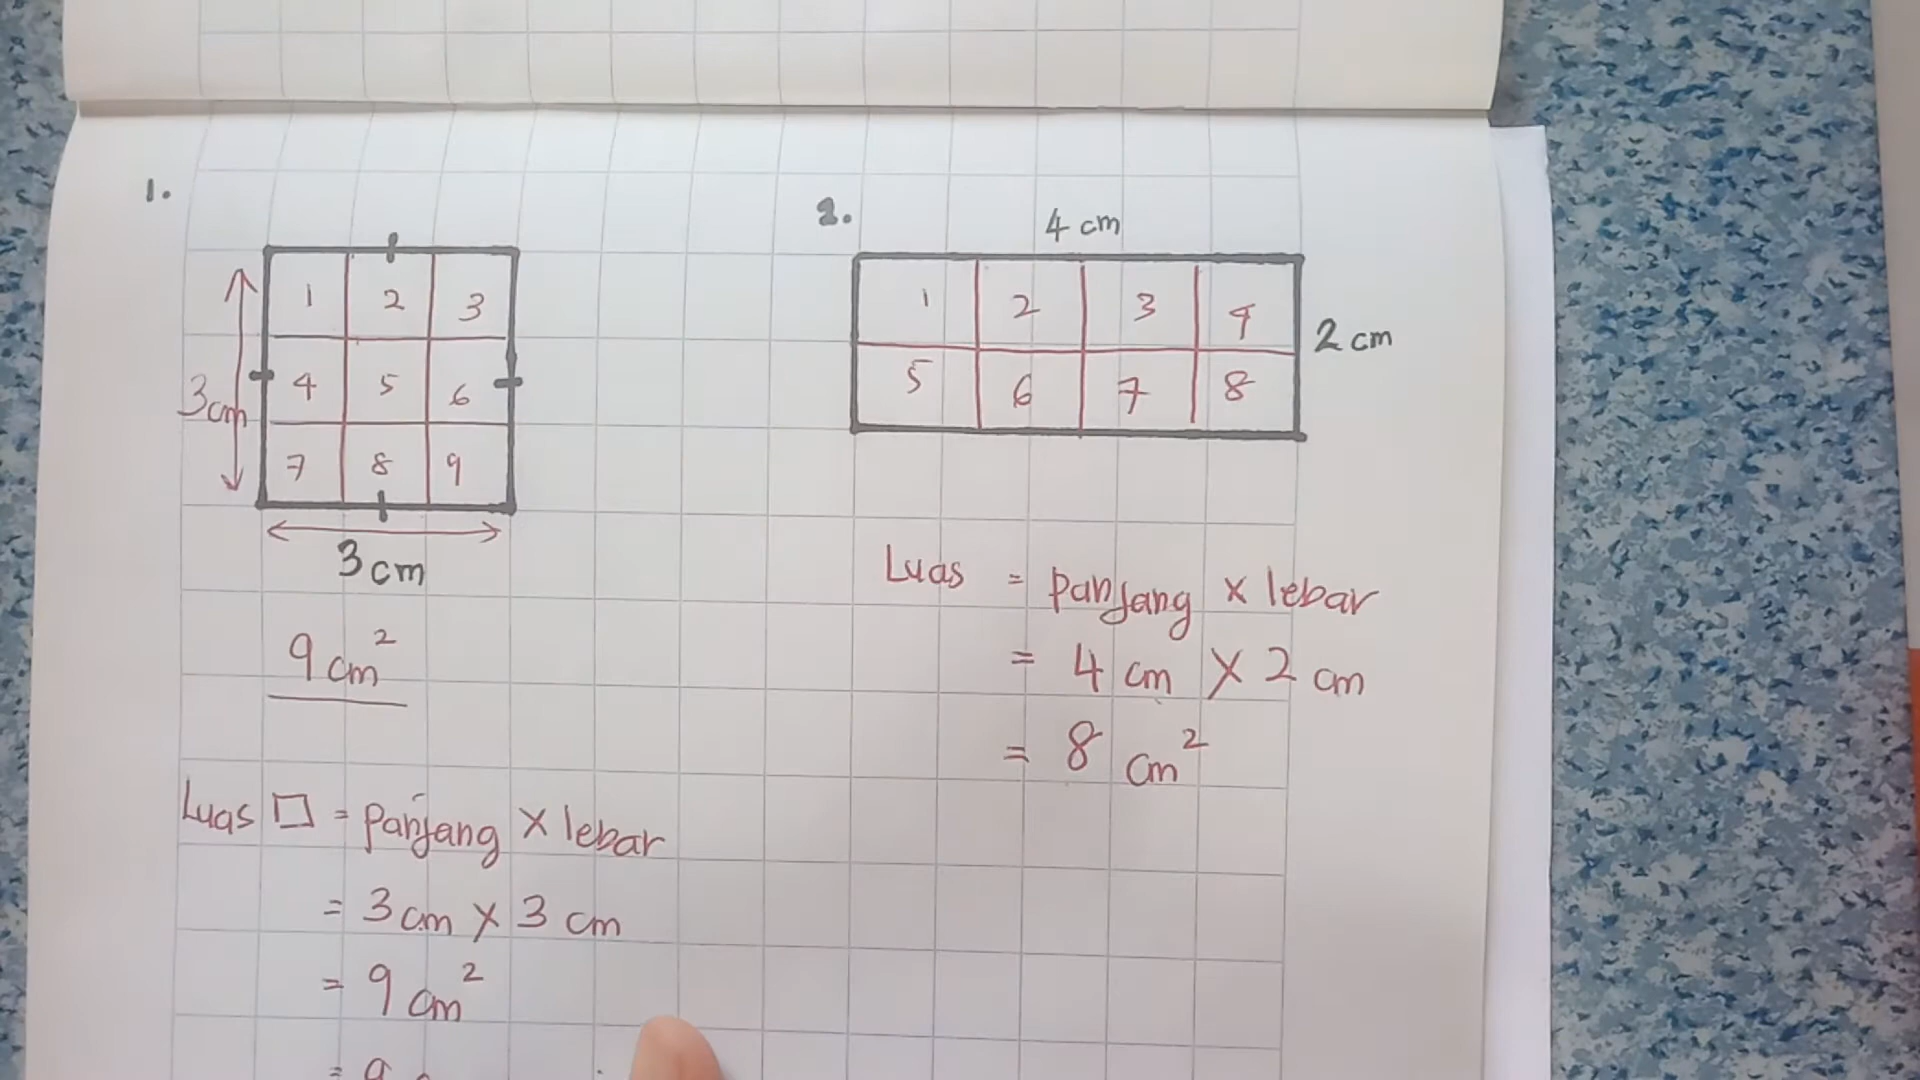 1.
1 2 3
4 5 6
7 8 9
3cm
3 cm
9 cm²
Luas □ = panjang × lebar
= 3 cm × 3 cm
= 9 cm²
2.
4 cm
1 2 3 4
5 6 7 8
2 cm
Luas = panjang × lebar
= 4 cm × 2 cm
= 8 cm²